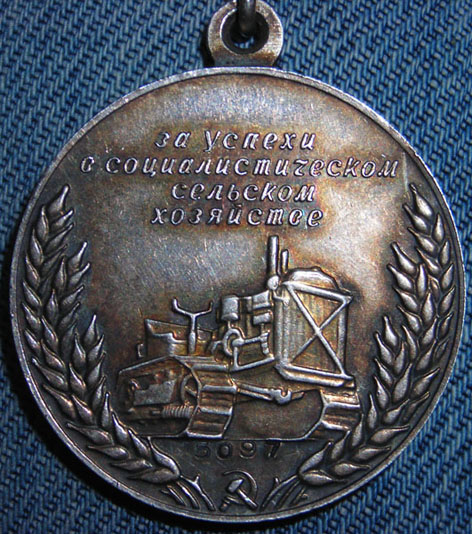 за успехи
в социалистическом
сельском
хозяйстве
5097